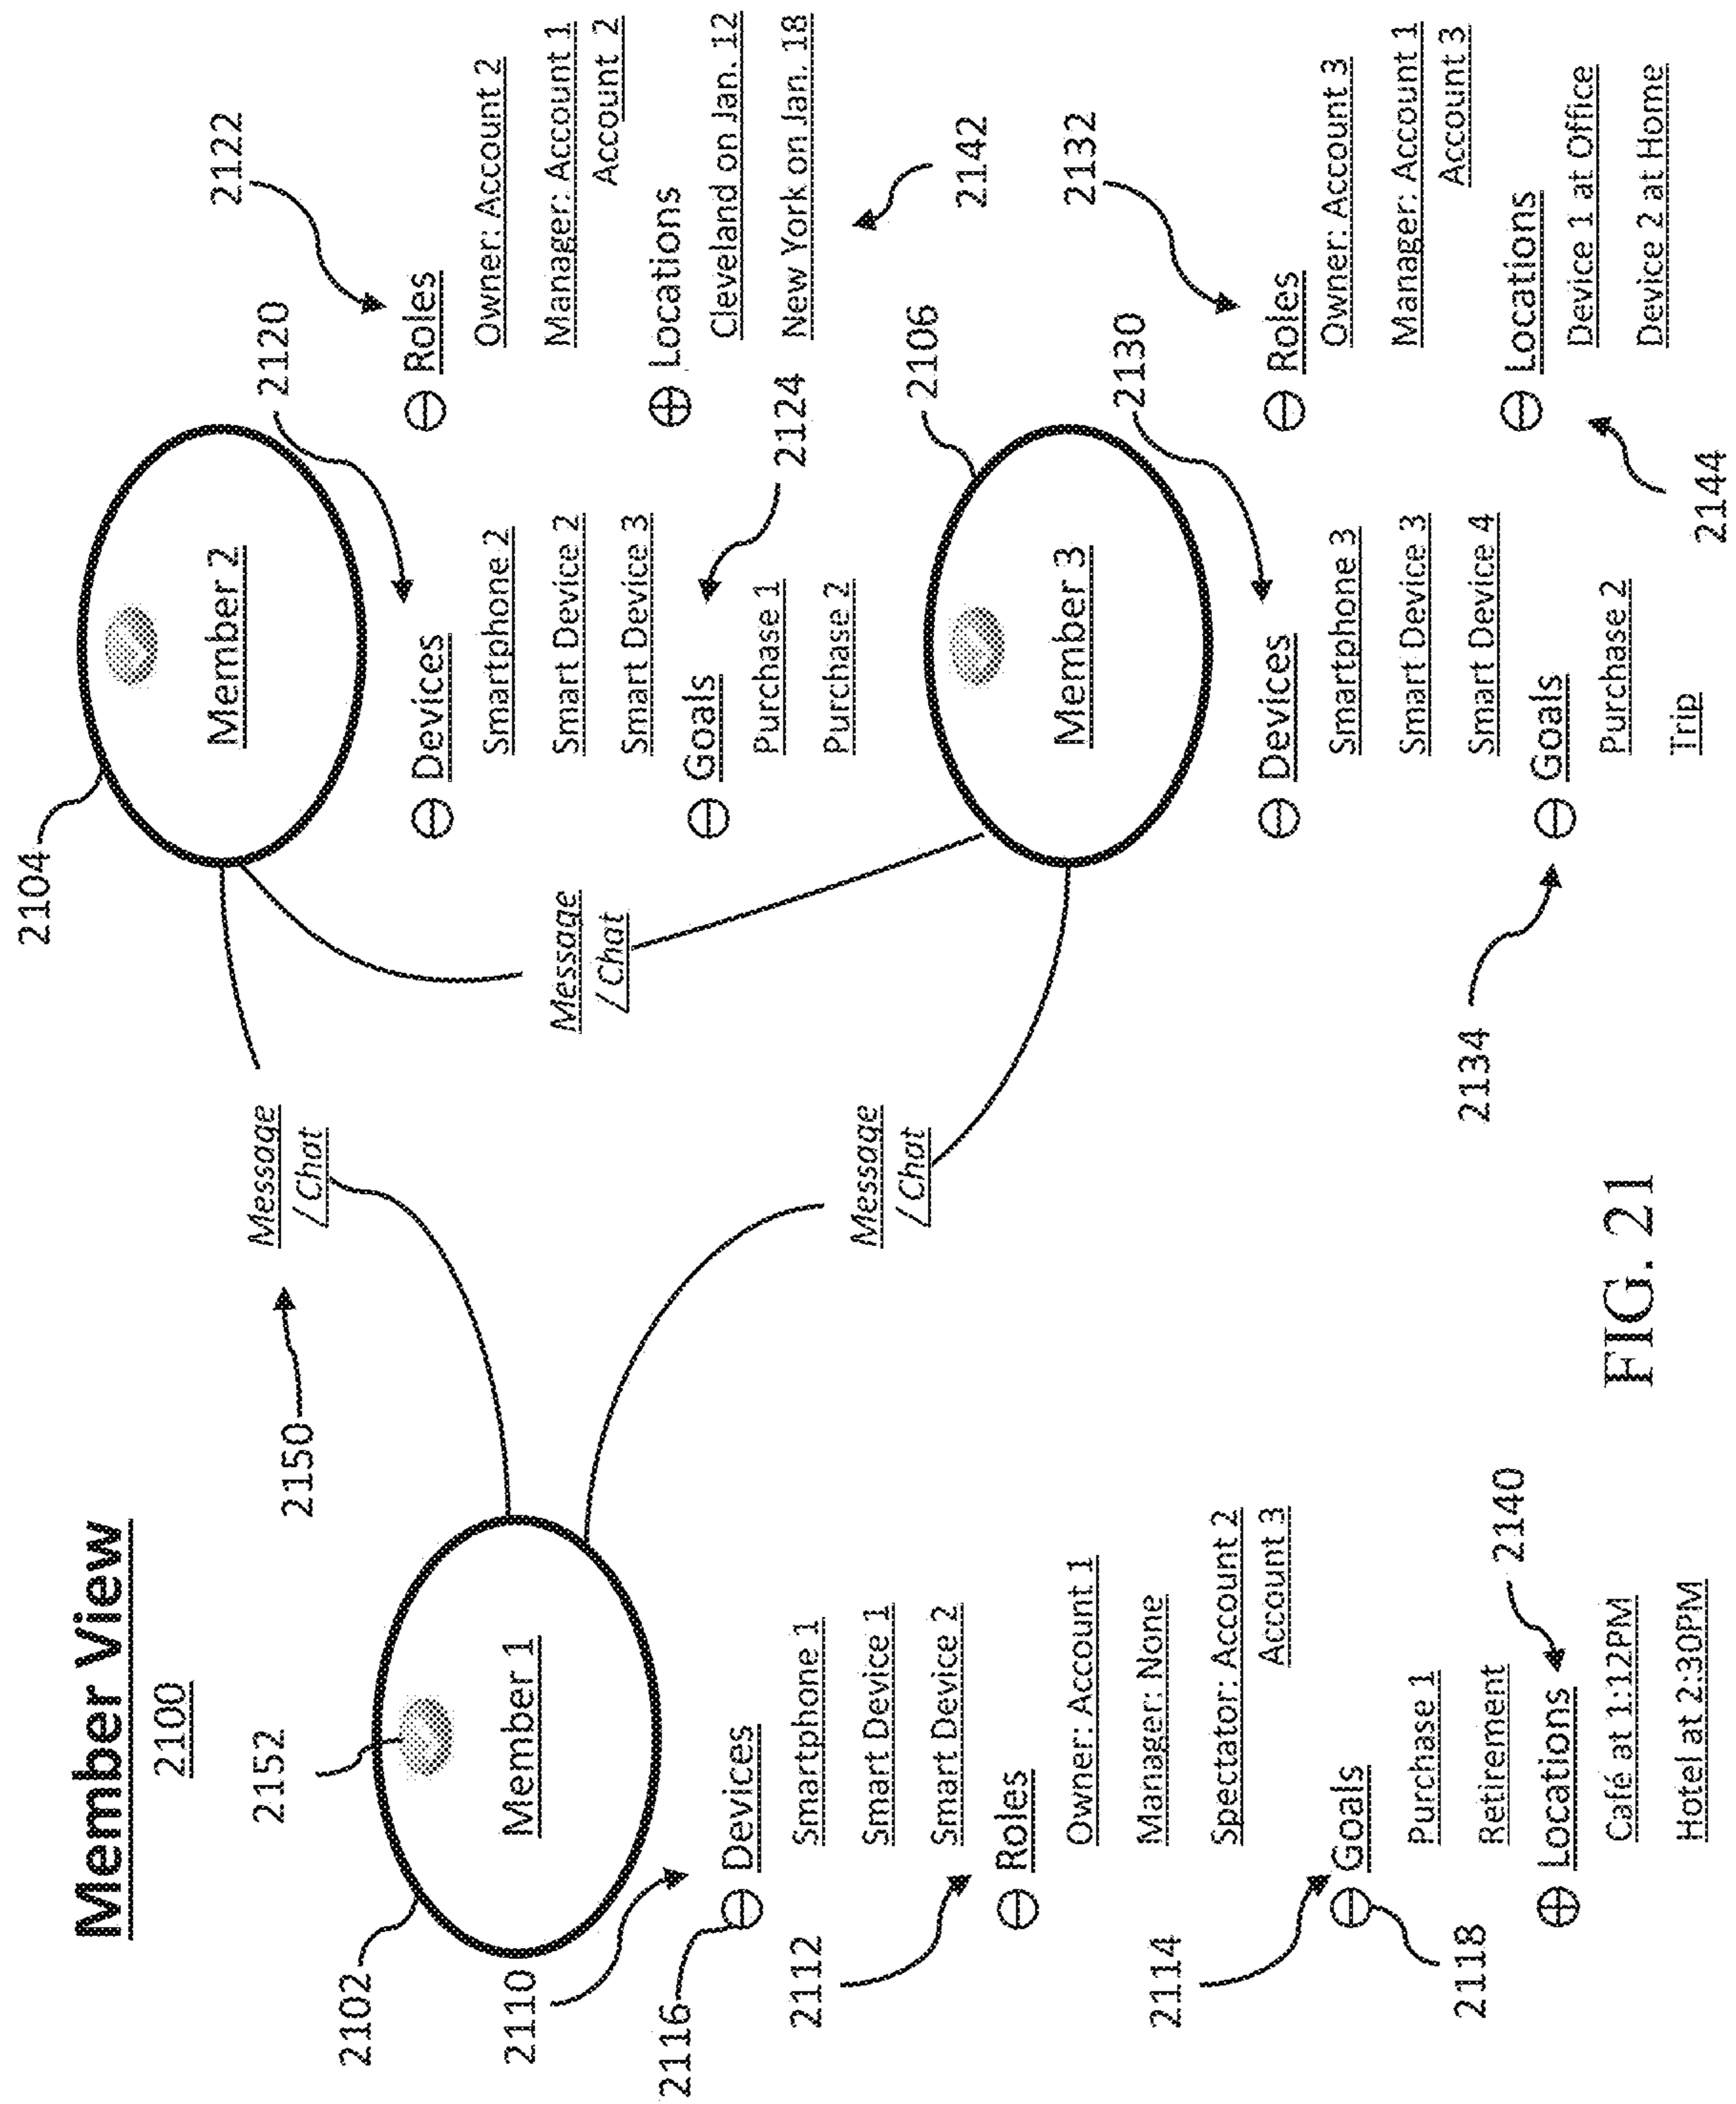 Member View
2100
2152
2102
Member 1
2110
2116
Devices
Smartphone 1
Smart Device 1
Smart Device 2
2112
Roles
Owner: Account 1
Manager: None
Spectator: Account 2
Account 3
2114
Goals
2118
Purchase 1
Retirement
2140
Locations
Café at 1:12PM
Hotel at 2:30PM
2150
Message
/Chat
Message
/Chat
Message
/Chat
2104
Member 2
2120
Devices
Smartphone 2
Smart Device 2
Smart Device 3
2124
Goals
Purchase 1
Purchase 2
2122
Roles
Owner: Account 2
Manager: Account 1
Account 2
Locations
Cleveland on Jan. 12
New York on Jan. 18
2142
2106
Member 3
2130
Devices
Smartphone 3
Smart Device 3
Smart Device 4
2134
Goals
Purchase 2
Trip
2132
Roles
Owner: Account 3
Manager: Account 1
Account 3
Locations
Device 1 at Office
Device 2 at Home
2144
FIG. 21